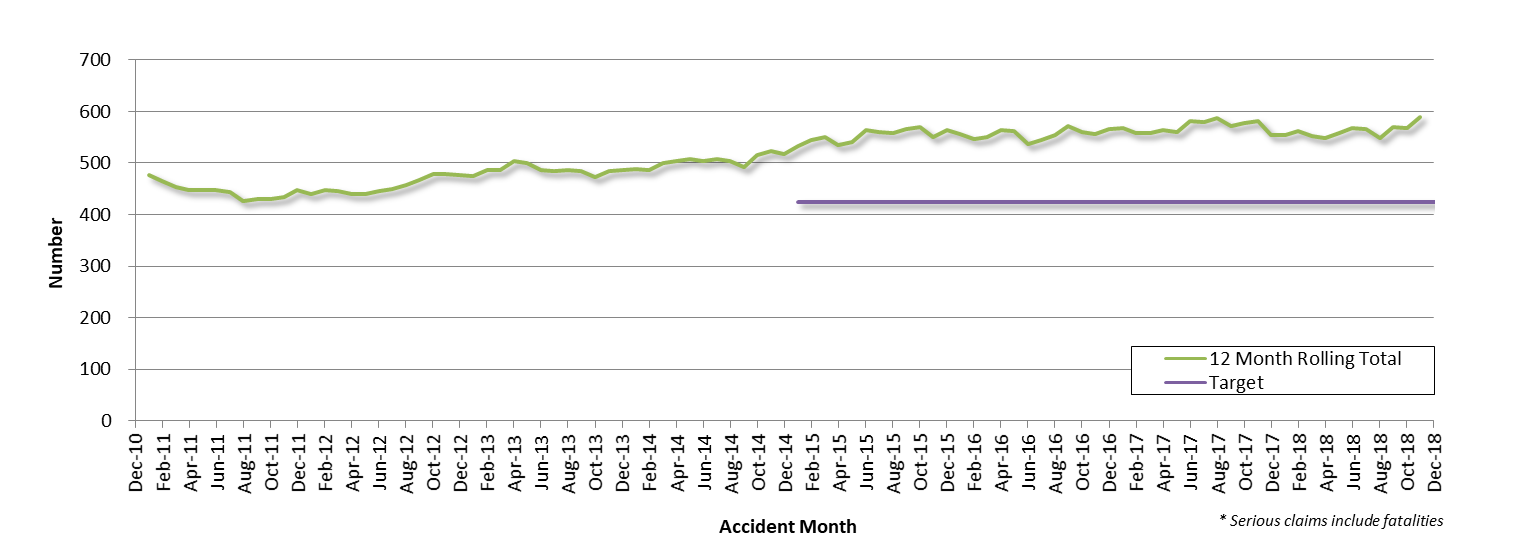 700
600
500
400
300
200
100
0
Number
Dec-10
Feb-11
Apr-11
Jun-11
Aug-11
Oct-11
Dec-11
Feb-12
Apr-12
Jun-12
Aug-12
Oct-12
Dec-12
Feb-13
Apr-13
Jun-13
Aug-13
Oct-13
Dec-13
Feb-14
Apr-14
Jun-14
Aug-14
Oct-14
Dec-14
Feb-15
Apr-15
Jun-15
Aug-15
Oct-15
Dec-15
Feb-16
Apr-16
Jun-16
Aug-16
Oct-16
Dec-16
Feb-17
Apr-17
Jun-17
Aug-17
Oct-17
Dec-17
Feb-18
Apr-18
Jun-18
Aug-18
Oct-18
Dec-18
12 Month Rolling Total
Target
Accident Month
* Serious claims include fatalities